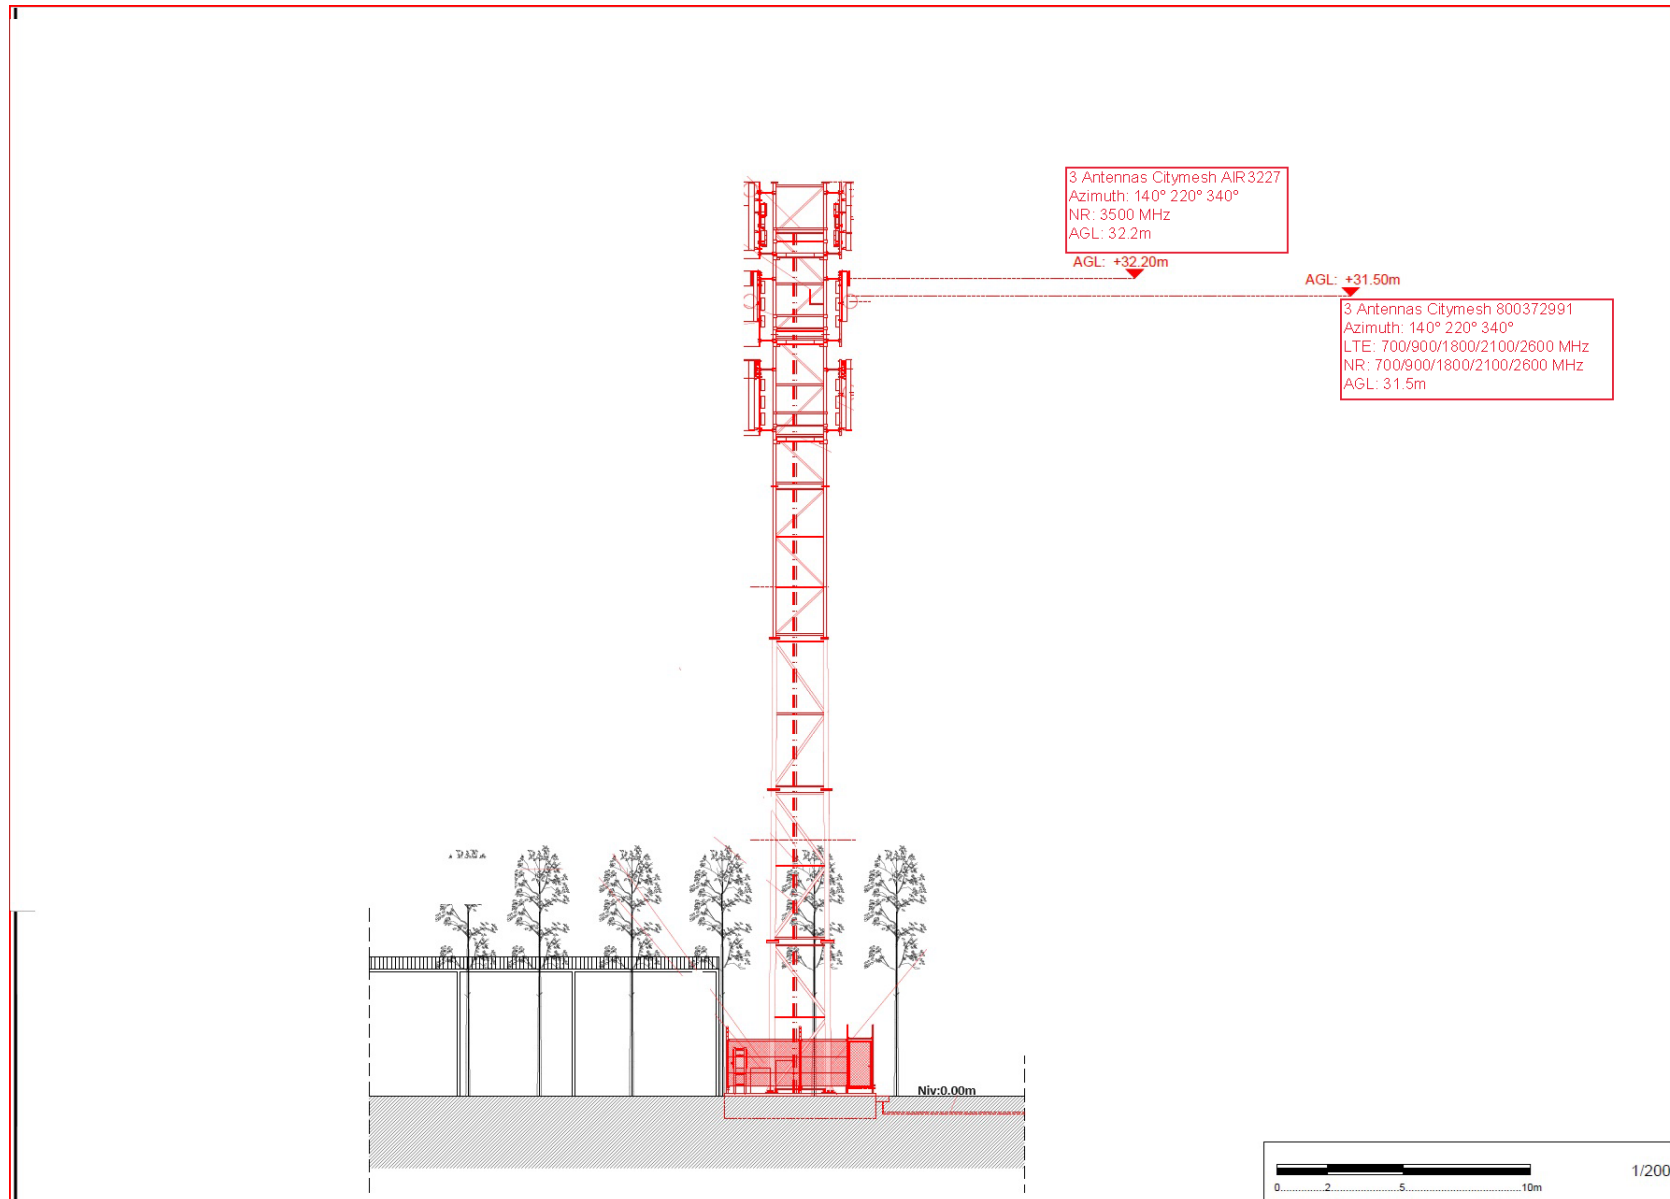 3 Antennas Citymesh AIR3227
Azimuth: 140° 220° 340°
NR: 3500 MHz
AGL: 32.2m
AGL: +32.20m
AGL: +31.50m
3 Antennas Citymesh 800372991
Azimuth: 140° 220° 340°
LTE: 700/900/1800/2100/2600 MHz
NR: 700/900/1800/2100/2600 MHz
AGL: 31.5m
Niv:0.00m
1/200
0 2 5 10m